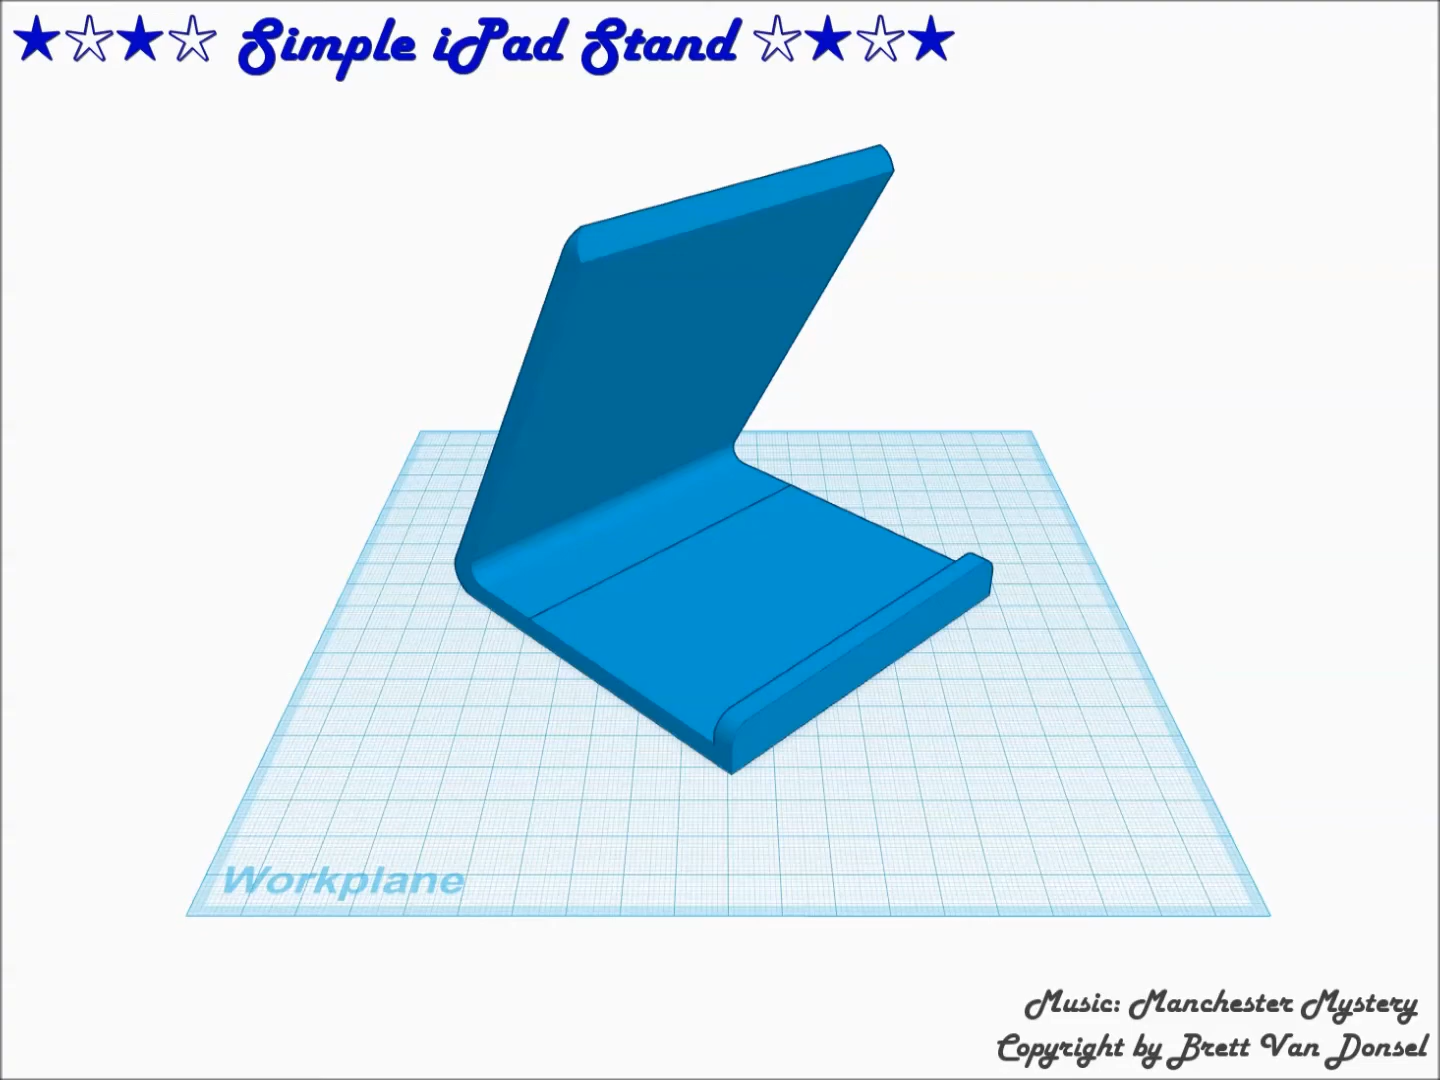 ★☆★☆ Simple iPad Stand ☆★☆★
Workplane
Music: Manchester Mystery
Copyright by Brett Van Donsel